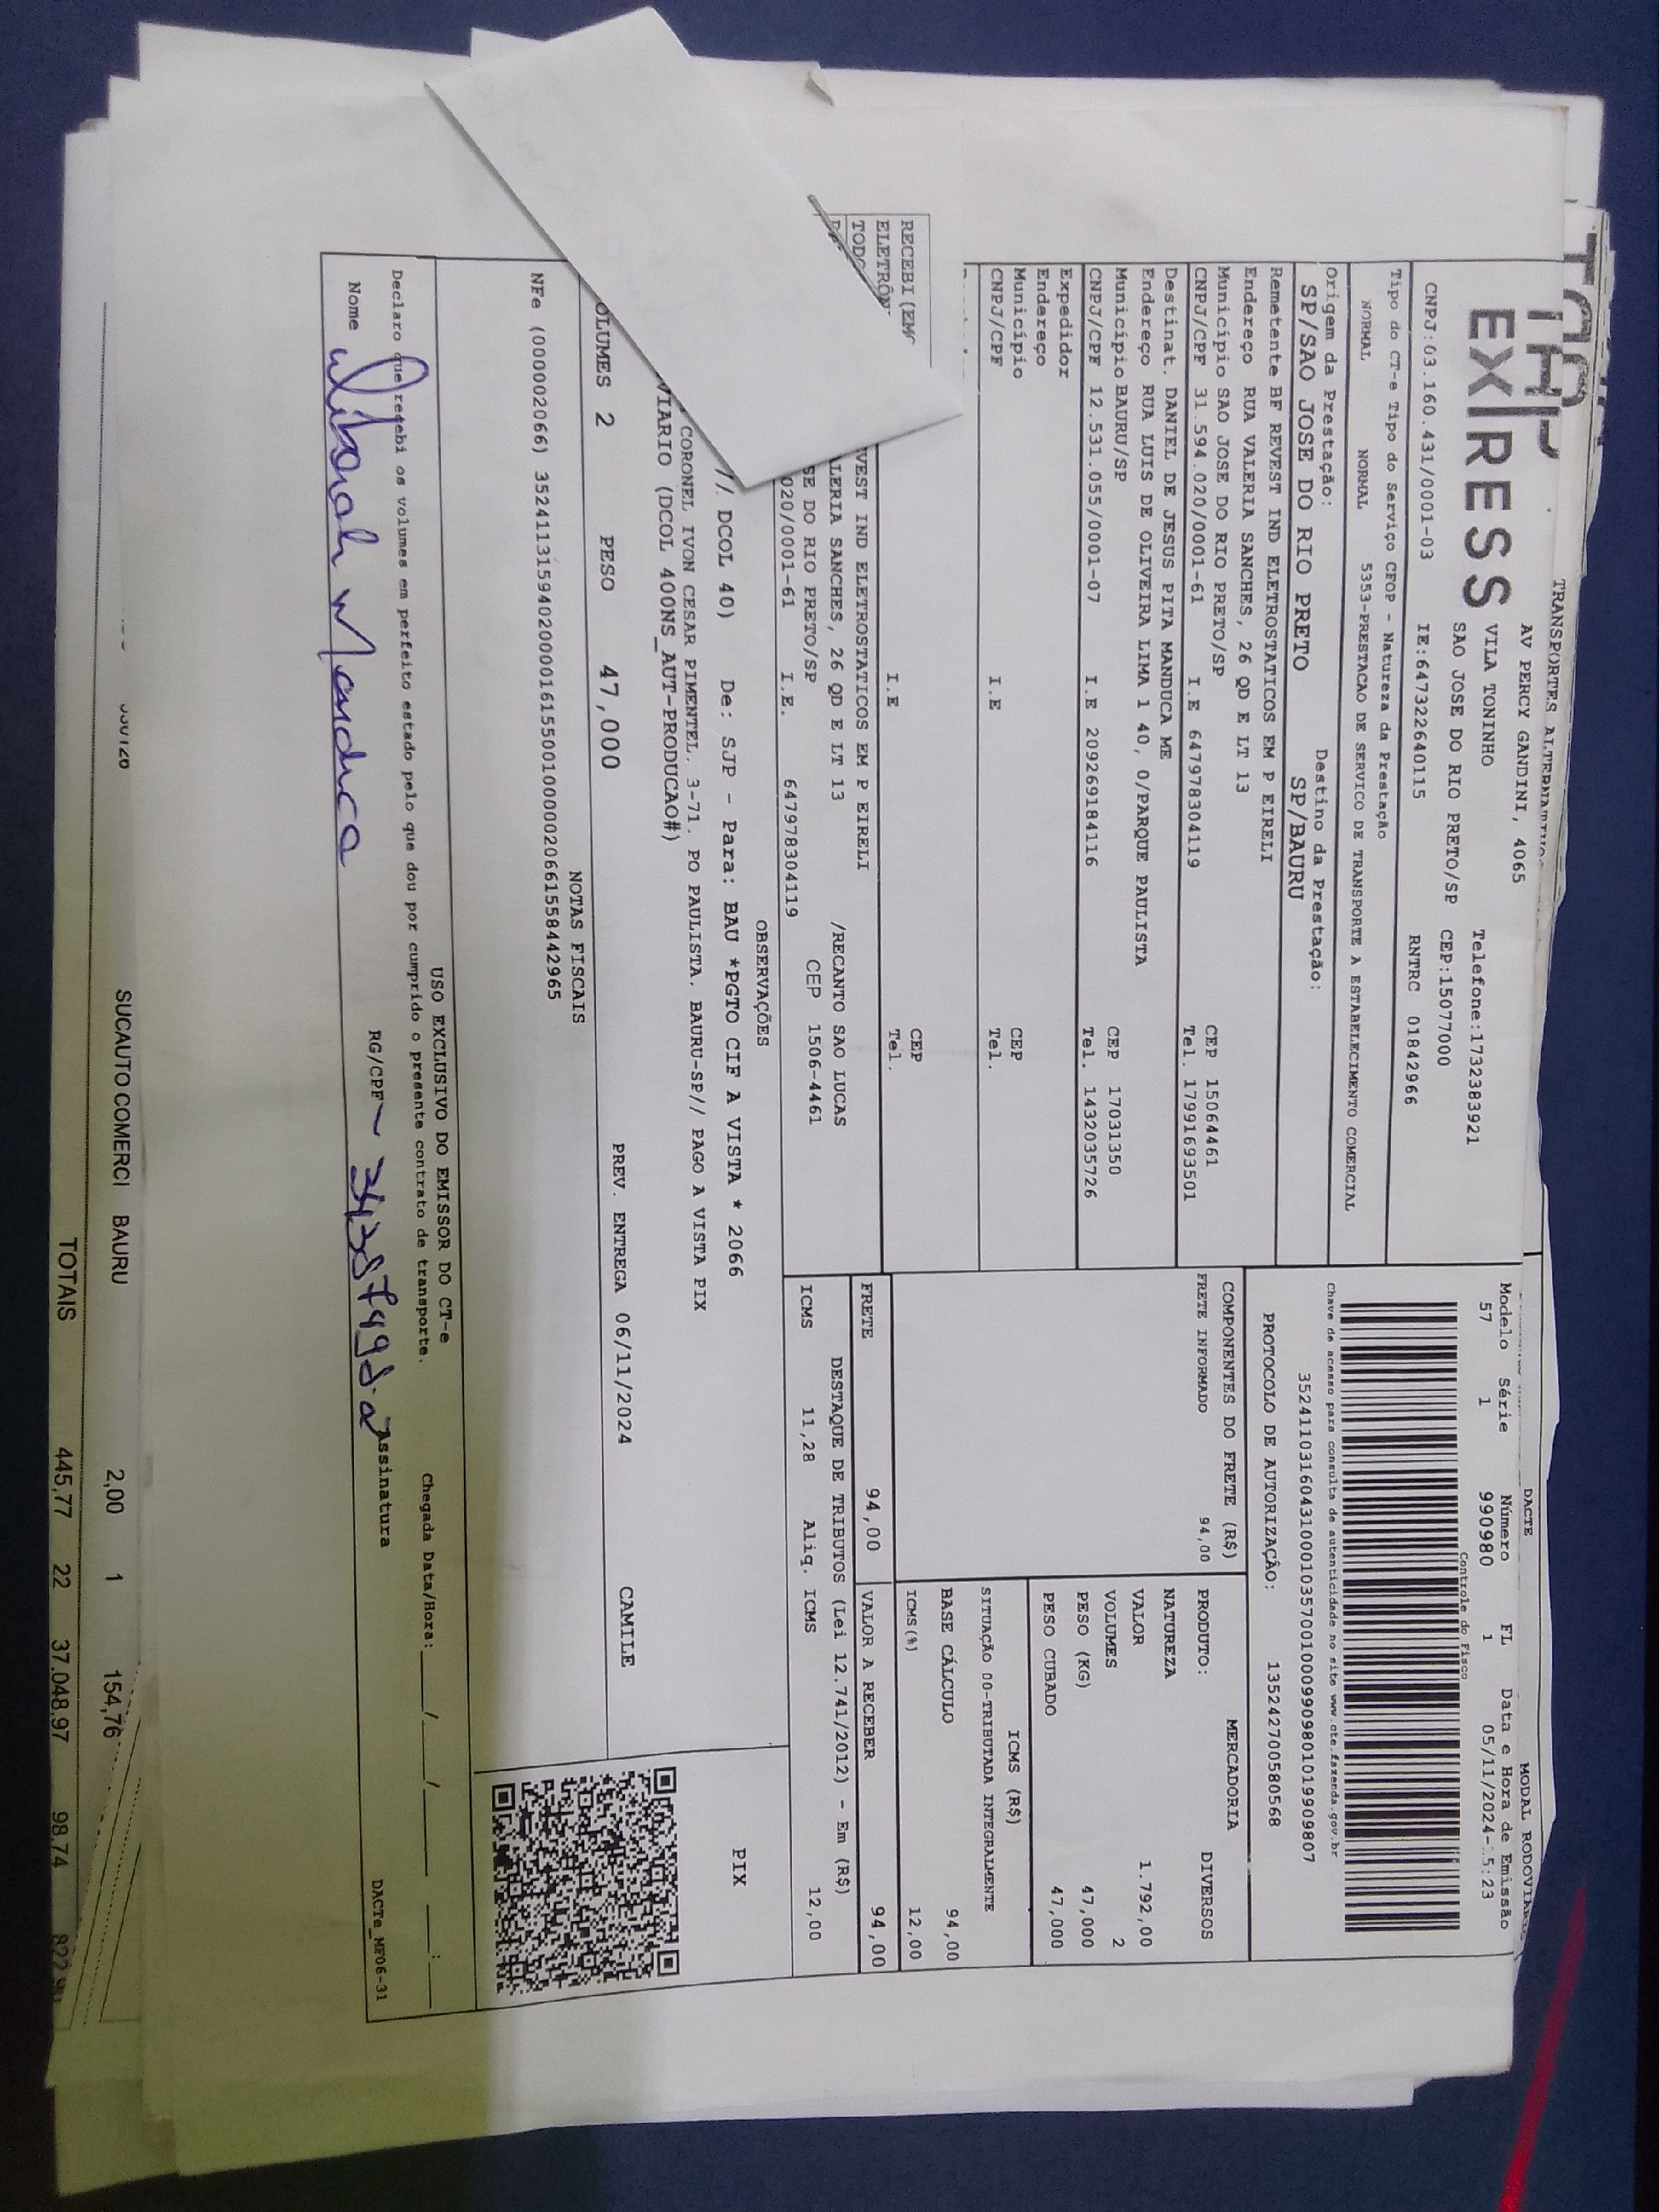 TRANSPORTES
EX RESS
AV PERCY GANDINI, 4065
VILA TONINHO
Telefone:1732383921
SAO JOSE DO RIO PRETO/SP CEP:15077000
CNPJ:03.160.431/0001-03 IE:647322640115 RNTRC 01842966
Tipo do CT-e Tipo do Serviço CFOP - Natureza da Prestação
NORMAL NORMAL 5353-PRESTACAO DE SERVICO DE TRANSPORTE A ESTABELECIMENTO COMERCIAL
Origem da Prestação: Destino da Prestação:
SP/SAO JOSE DO RIO PRETO SP/BAURU
Remetente BF REVEST IND ELETROSTATICOS EM P EIRELI
Endereço RUA VALERIA SANCHES, 26 QD E LT 13
Município SAO JOSE DO RIO PRETO/SP CEP 15064461
CNPJ/CPF 31.594.020/0001-61 I.E 647978304119 Tel. 17991693501
Destinat. DANIEL DE JESUS PITA MANDUCA ME
Endereço RUA LUIS DE OLIVEIRA LIMA 1 40, 0/PARQUE PAULISTA
Município BAURU/SP CEP 17031350
CNPJ/CPF 12.531.055/0001-07 I.E 209269184116 Tel. 1432035726
Expedidor
Endereço
Município CEP
CNPJ/CPF I.E Tel.
DACTE MODAL
Modelo Série Número FL Data e Hora de Emissão
57 1 990980 1 05/11/2024- 5:23
Controle do Fisco
Chave de acesso para consulta de autenticidade no site www.cte.fazenda.gov.br
35241103160431000103570010009909801019909807
PROTOCOLO DE AUTORIZAÇÃO: 135242700580568
COMPONENTES DO FRETE (R$)
FRETE INFORMADO 94,00
MERCADORIA
PRODUTO: DIVERSOS
NATUREZA
VALOR 1.792,00
VOLUMES 2
PESO (KG) 47,000
PESO CUBADO 47,000
ICMS (R$)
SITUAÇÃO 00-TRIBUTADA INTEGRALMENTE
BASE CÁLCULO 94,00
ICMS(%) 12,00
FRETE 94,00 VALOR A RECEBER 94,00
DESTAQUE DE TRIBUTOS (Lei 12.741/2012) - Em (R$)
ICMS 11,28 Aliq. ICMS 12,00
RECEBI (EM
ELETRÔN
TODO
CEP
I.E Tel.
VEST IND ELETROSTATICOS EM P EIRELI
LERIA SANCHES, 26 QD E LT 13 /RECANTO SAO LUCAS
SE DO RIO PRETO/SP CEP 1506-4461
020/0001-61 I.E. 647978304119
OBSERVAÇÕES
// DCOL 40) De: SJP - Para: BAU *PGTO CIF A VISTA * 2066
CORONEL IVON CESAR PIMENTEL. 3-71. PO PAULISTA. BAURU-SP// PAGO A VISTA PIX
VIARIO (DCOL 400NS_AUT-PRODUCAO#)
PIX
OLUMES 2 PESO 47,000 PREV. ENTREGA 06/11/2024 CAMILE
NOTAS FISCAIS
NFe (000002066) 35241131594020000161550010000020661558442965
USO EXCLUSIVO DO EMISSOR DO CT-e
Declaro que recebi os volumes em perfeito estado pelo que dou por cumprido o presente contrato de transporte. Chegada Data/Hora: ____/____/____ ___:___
Nome Manduca RG/CPF Assinatura
DACTe_MF06-31
SUCAUTO COMERCI BAURU 2,00 1 154,76
TOTAIS 445,77 22 37.048,97 98,74